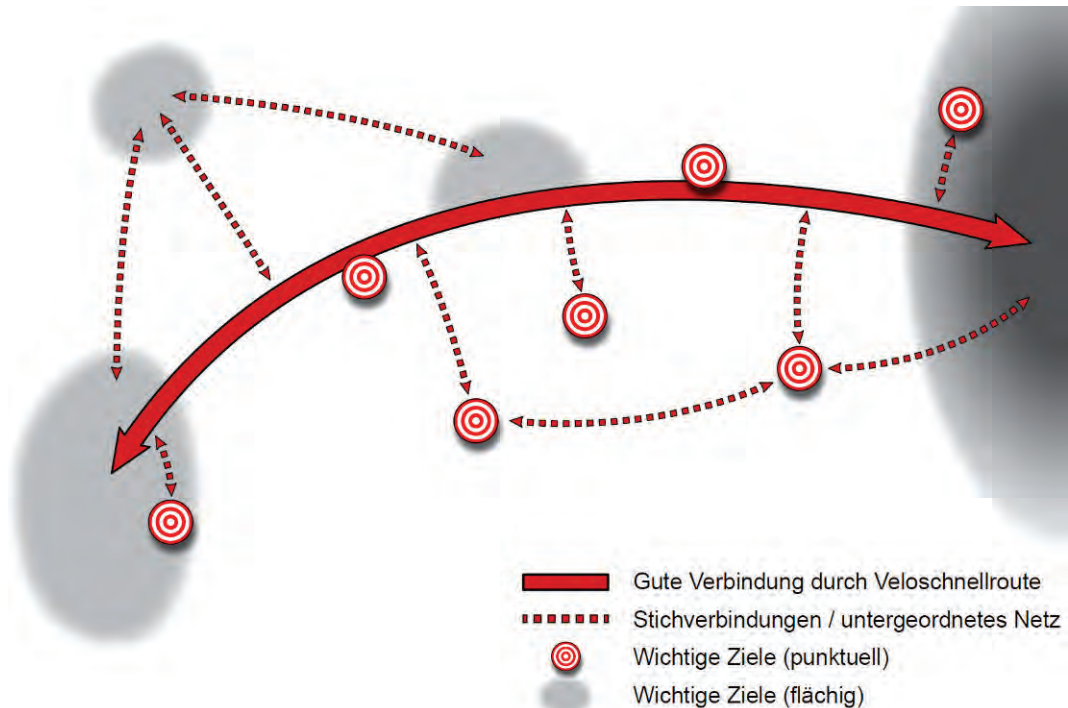 Gute Verbindung durch Veloschnellroute
Stichverbindungen / untergeordnetes Netz
Wichtige Ziele (punktuell)
Wichtige Ziele (flächig)